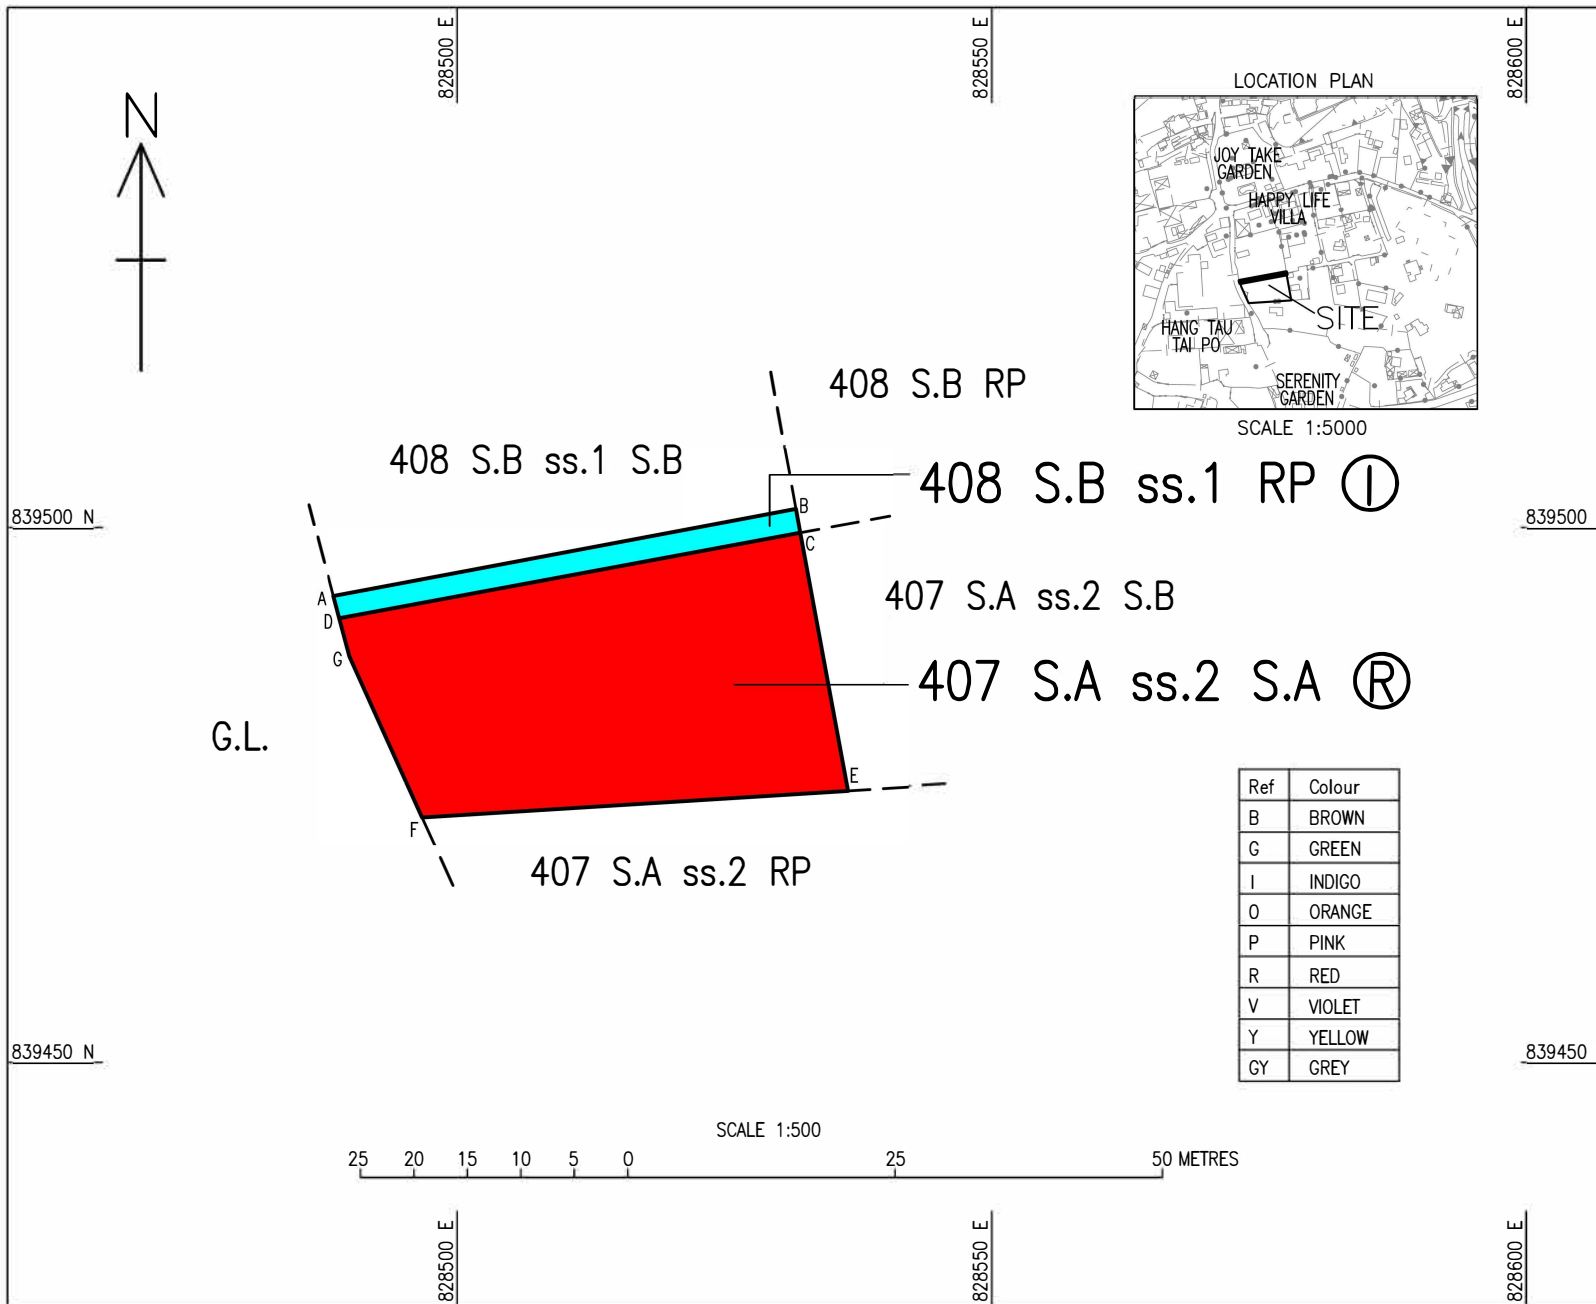 828500 E
828550 E
828600 E
N
LOCATION PLAN
JOY TAKE
GARDEN
HAPPY LIFE
VILLA
SITE
HANG TAU
TAI PO
SERENITY
GARDEN
SCALE 1:5000
408 S.B RP
408 S.B ss.1 S.B
408 S.B ss.1 RP I
839500 N
839500
B
C
A
D
G
407 S.A ss.2 S.B
407 S.A ss.2 S.A R
G.L.
E
F
407 S.A ss.2 RP
Ref Colour
B BROWN
G GREEN
I INDIGO
O ORANGE
P PINK
R RED
V VIOLET
Y YELLOW
GY GREY
839450 N
839450
SCALE 1:500
25 20 15 10 5 0 25 50 METRES
828500 E
828550 E
828600 E